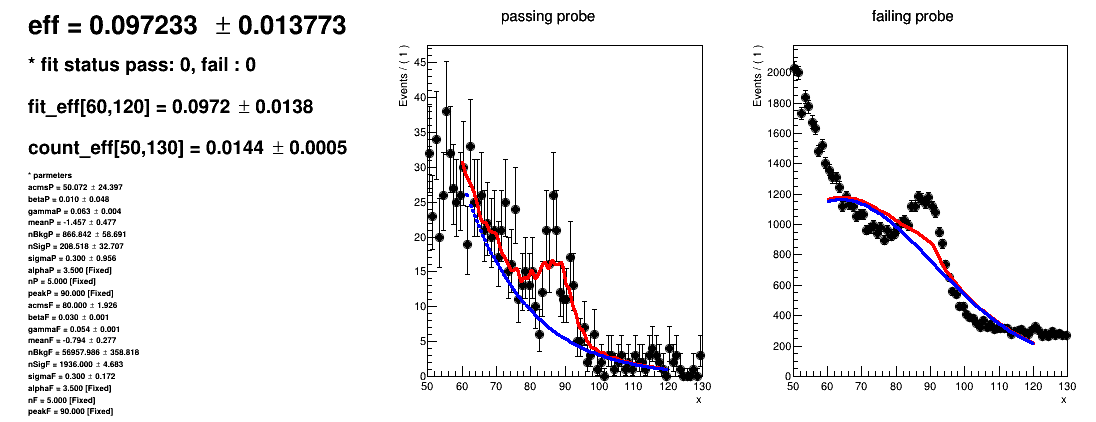 eff = 0.097233 ± 0.013773
* fit status pass: 0, fail : 0
fit_eff[60,120] = 0.0972 ± 0.0138
count_eff[50,130] = 0.0144 ± 0.0005
* parmeters
acmsP = 50.072 ± 24.397
betaP = 0.010 ± 0.048
gammaP = 0.063 ± 0.004
meanP = -1.457 ± 0.477
nBkgP = 866.842 ± 58.691
nSigP = 208.518 ± 32.707
sigmaP = 0.300 ± 0.956
alphaP = 3.500 [Fixed]
nP = 5.000 [Fixed]
peakP = 90.000 [Fixed]
acmsF = 80.000 ± 1.926
betaF = 0.030 ± 0.001
gammaF = 0.054 ± 0.001
meanF = -0.794 ± 0.277
nBkgF = 56957.986 ± 358.818
nSigF = 1936.000 ± 4.683
sigmaF = 0.300 ± 0.172
alphaF = 3.500 [Fixed]
nF = 5.000 [Fixed]
peakF = 90.000 [Fixed]
passing probe
Events / ( 1 )
45
40
35
30
25
20
15
10
5
0
50 60 70 80 90 100 110 120 130
x
failing probe
Events / ( 1 )
2000
1800
1600
1400
1200
1000
800
600
400
200
0
50 60 70 80 90 100 110 120 130
x